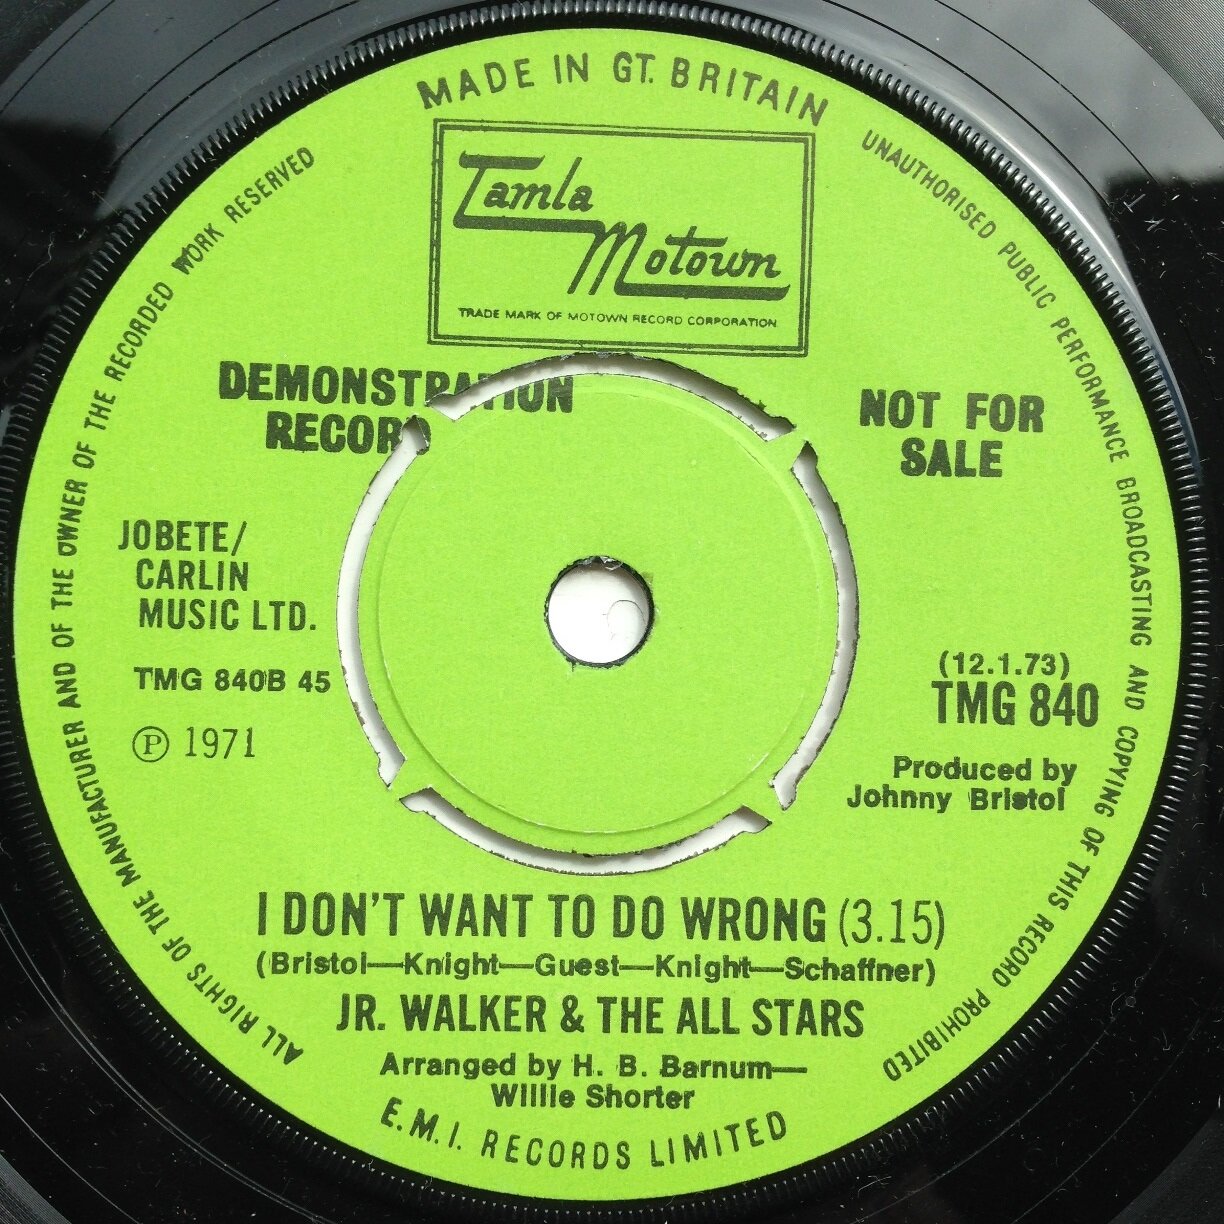 MADE IN GT. BRITAIN
Tamla
Motown
TRADE MARK OF MOTOWN RECORD CORPORATION
DEMONSTRATION
RECORD
NOT FOR
SALE
JOBETE/
CARLIN
MUSIC LTD.
TMG 840B 45
Ⓟ 1971
(12.1.73)
TMG 840
Produced by
Johnny Bristol
I DON'T WANT TO DO WRONG (3.15)
(Bristol—Knight—Guest—Knight—Schaffner)
JR. WALKER & THE ALL STARS
Arranged by H. B. Barnum—
Willie Shorter
E.M.I. RECORDS LIMITED
ALL RIGHTS OF THE MANUFACTURER AND OF THE OWNER OF THE RECORDED WORK RESERVED
UNAUTHORISED PUBLIC PERFORMANCE BROADCASTING AND COPYING OF THIS RECORD PROHIBITED